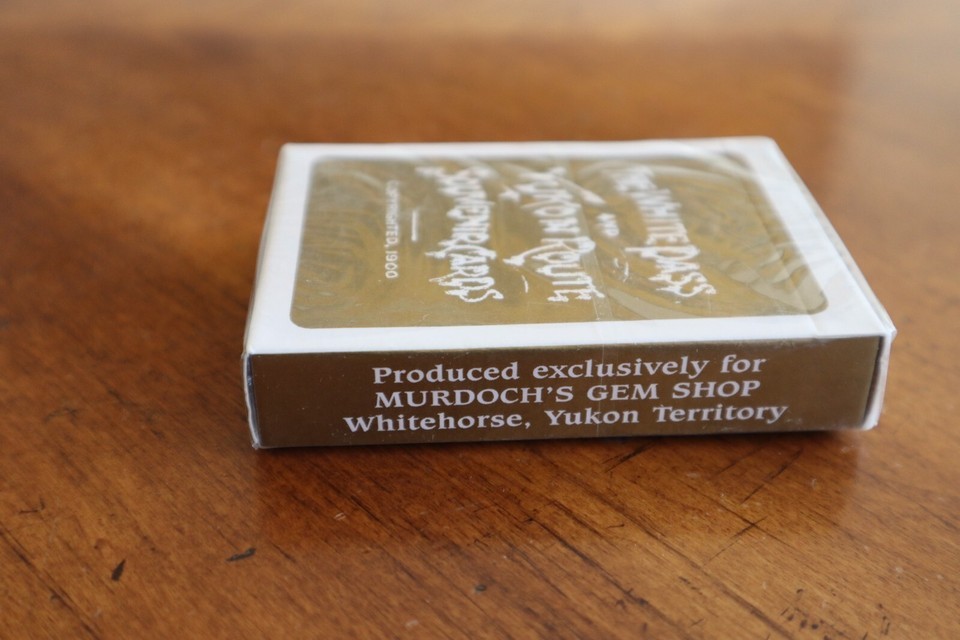 THE WHITE PASS
AND
YUKON ROUTE
SOUVENIR CARDS
COPYRIGHTED, 1900
Produced exclusively for
MURDOCH'S GEM SHOP
Whitehorse, Yukon Territory